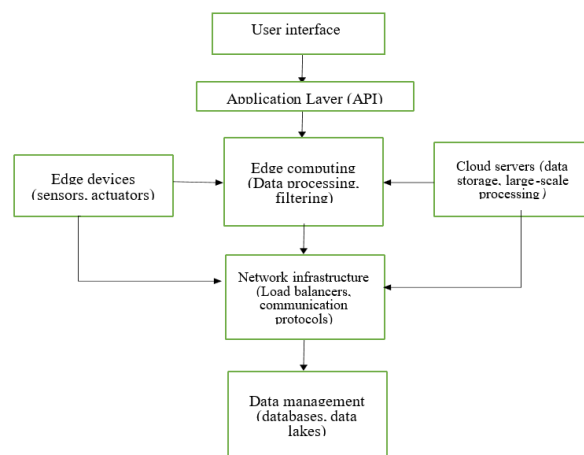 User interface
Application Layer (API)
Edge computing
(Data processing,
filtering)
Edge devices
(sensors, actuators)
Cloud servers (data
storage, large-scale
processing)
Network infrastructure
(Load balancers,
communication
protocols)
Data management
(databases, data
lakes)